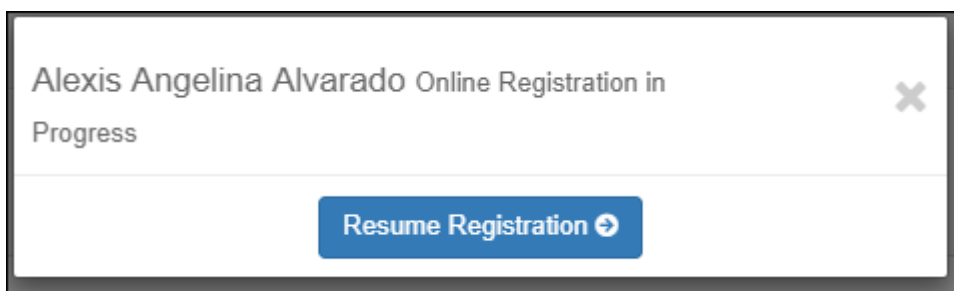 Alexis Angelina Alvarado Online Registration in
Progress
Resume Registration